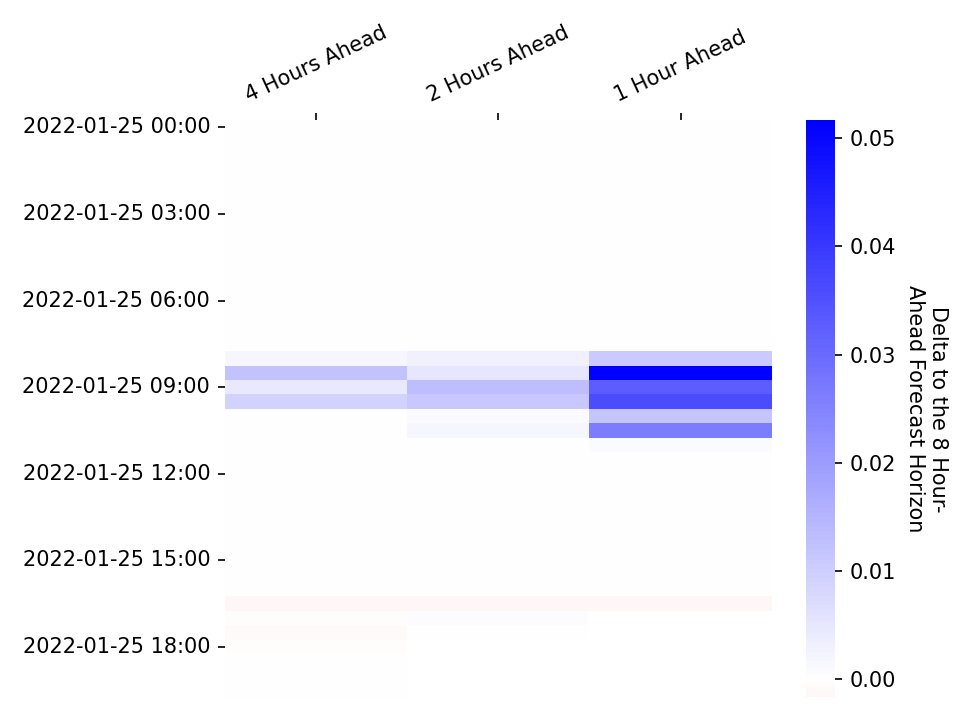 4 Hours Ahead
2 Hours Ahead
1 Hour Ahead
2022-01-25 00:00
2022-01-25 03:00
2022-01-25 06:00
2022-01-25 09:00
2022-01-25 12:00
2022-01-25 15:00
2022-01-25 18:00
0.05
0.04
0.03
0.02
0.01
0.00
Delta to the 8 Hour-
Ahead Forecast Horizon